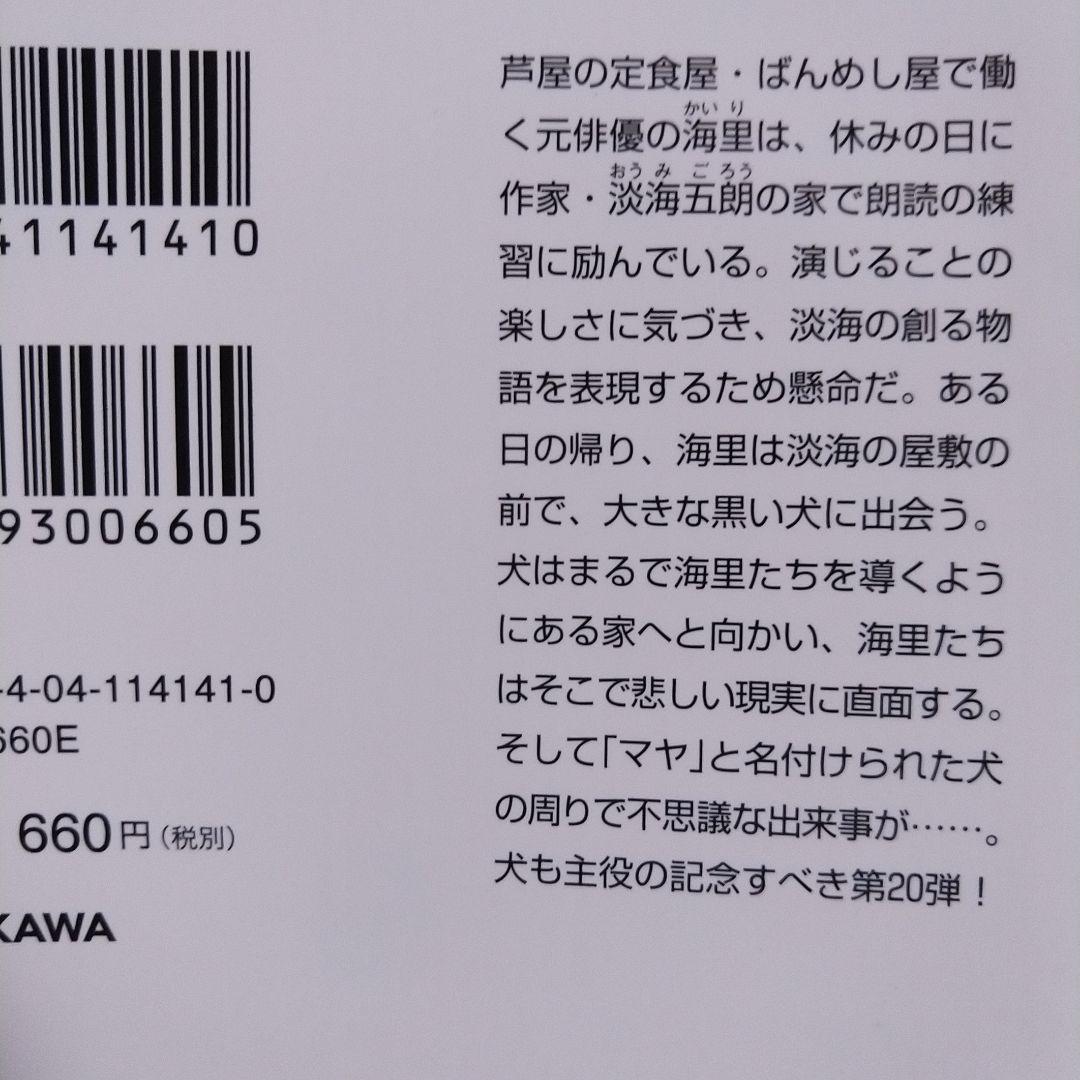 41141410
93006605
-4-04-114141-0
660E
660円(税別)
KAWA
芦屋の定食屋・ばんめし屋で働
かいり
く元俳優の海里は、休みの日に
おうみごろう
作家・淡海五朗の家で朗読の練
習に励んでいる。演じることの
楽しさに気づき、淡海の創る物
語を表現するため懸命だ。ある
日の帰り、海里は淡海の屋敷の
前で、大きな黒い犬に出会う。
犬はまるで海里たちを導くよう
にある家へと向かい、海里たち
はそこで悲しい現実に直面する。
そして「マヤ」と名付けられた犬
の周りで不思議な出来事が……。
犬も主役の記念すべき第20弾！